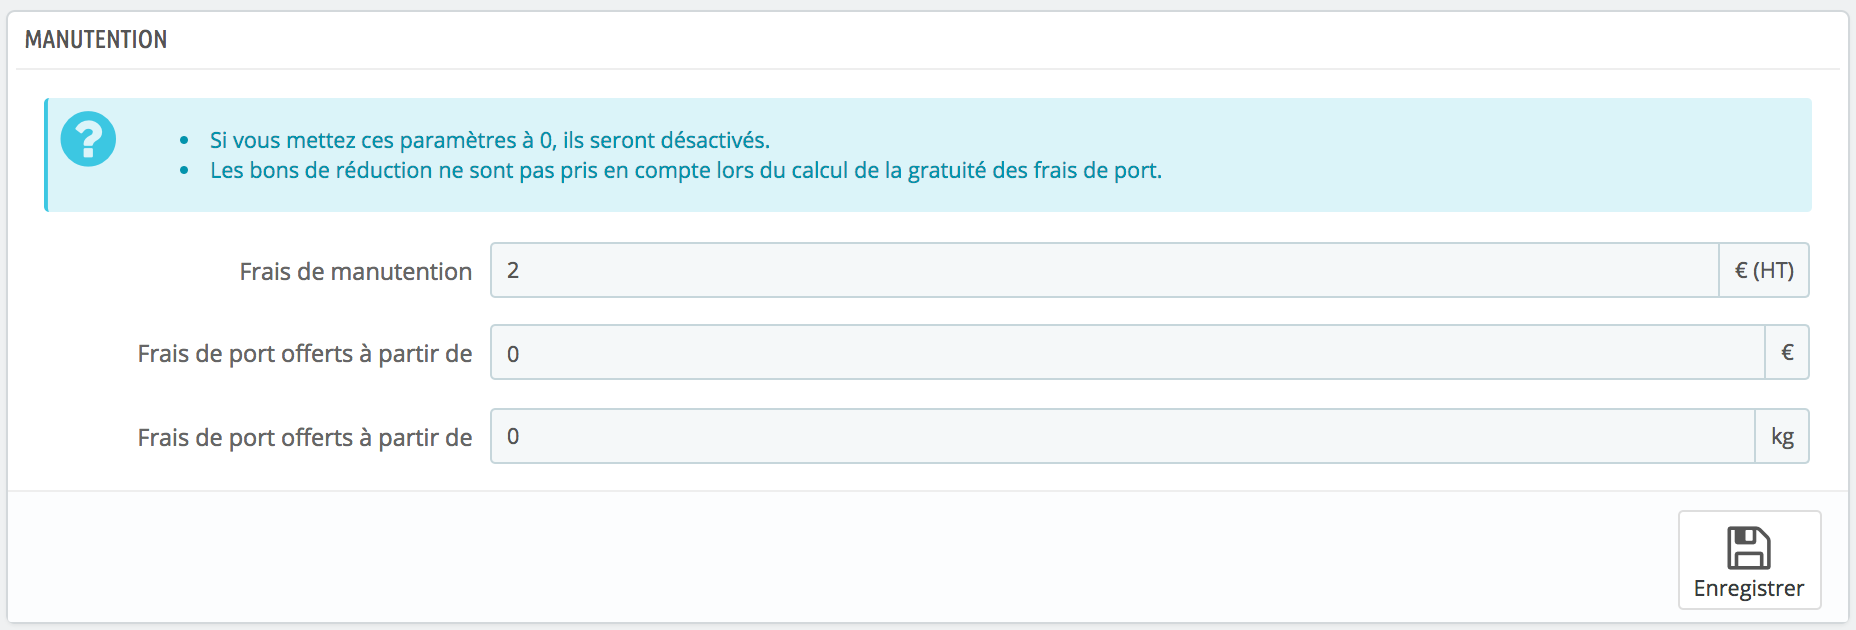 MANUTENTION
Si vous mettez ces paramètres à 0, ils seront désactivés.
Les bons de réduction ne sont pas pris en compte lors du calcul de la gratuité des frais de port.
Frais de manutention 2 € (HT)
Frais de port offerts à partir de 0 €
Frais de port offerts à partir de 0 kg
Enregistrer